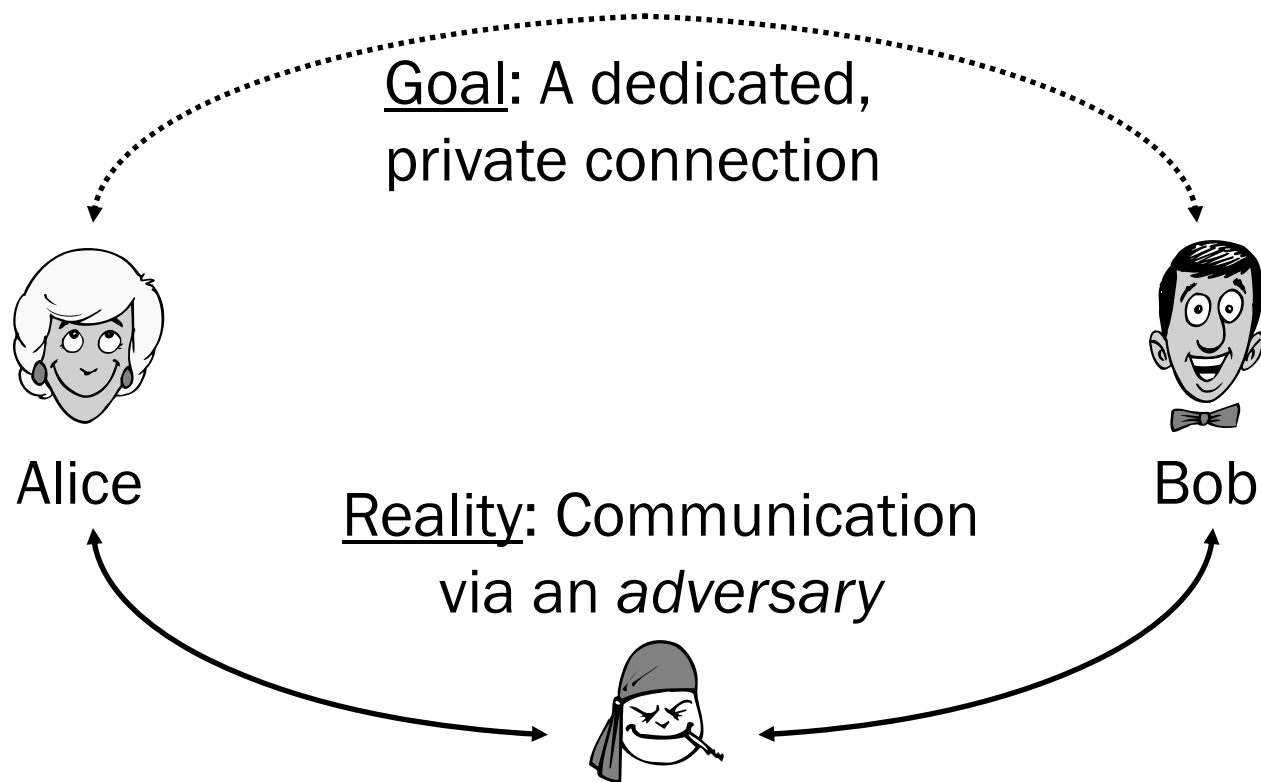 Goal: A dedicated,
private connection
Alice
Bob
Reality: Communication
via an adversary